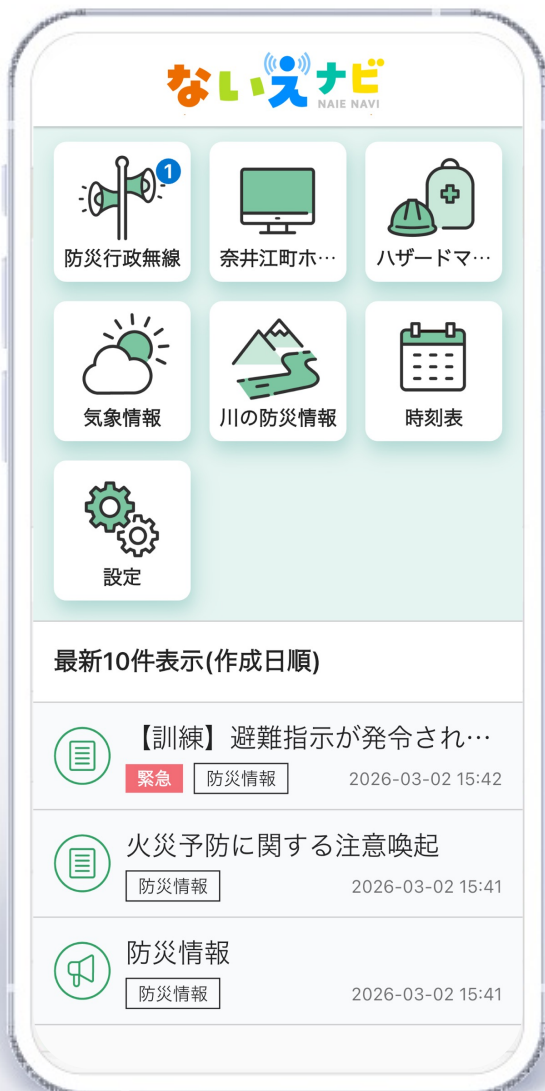 ないえナビ
NAIE NAVI
1
防災行政無線
奈井江町ホ…
ハザードマ…
気象情報
川の防災情報
時刻表
設定
最新10件表示(作成日順)
【訓練】避難指示が発令され…
緊急 防災情報 2026-03-02 15:42
火災予防に関する注意喚起
防災情報 2026-03-02 15:41
防災情報
防災情報 2026-03-02 15:41